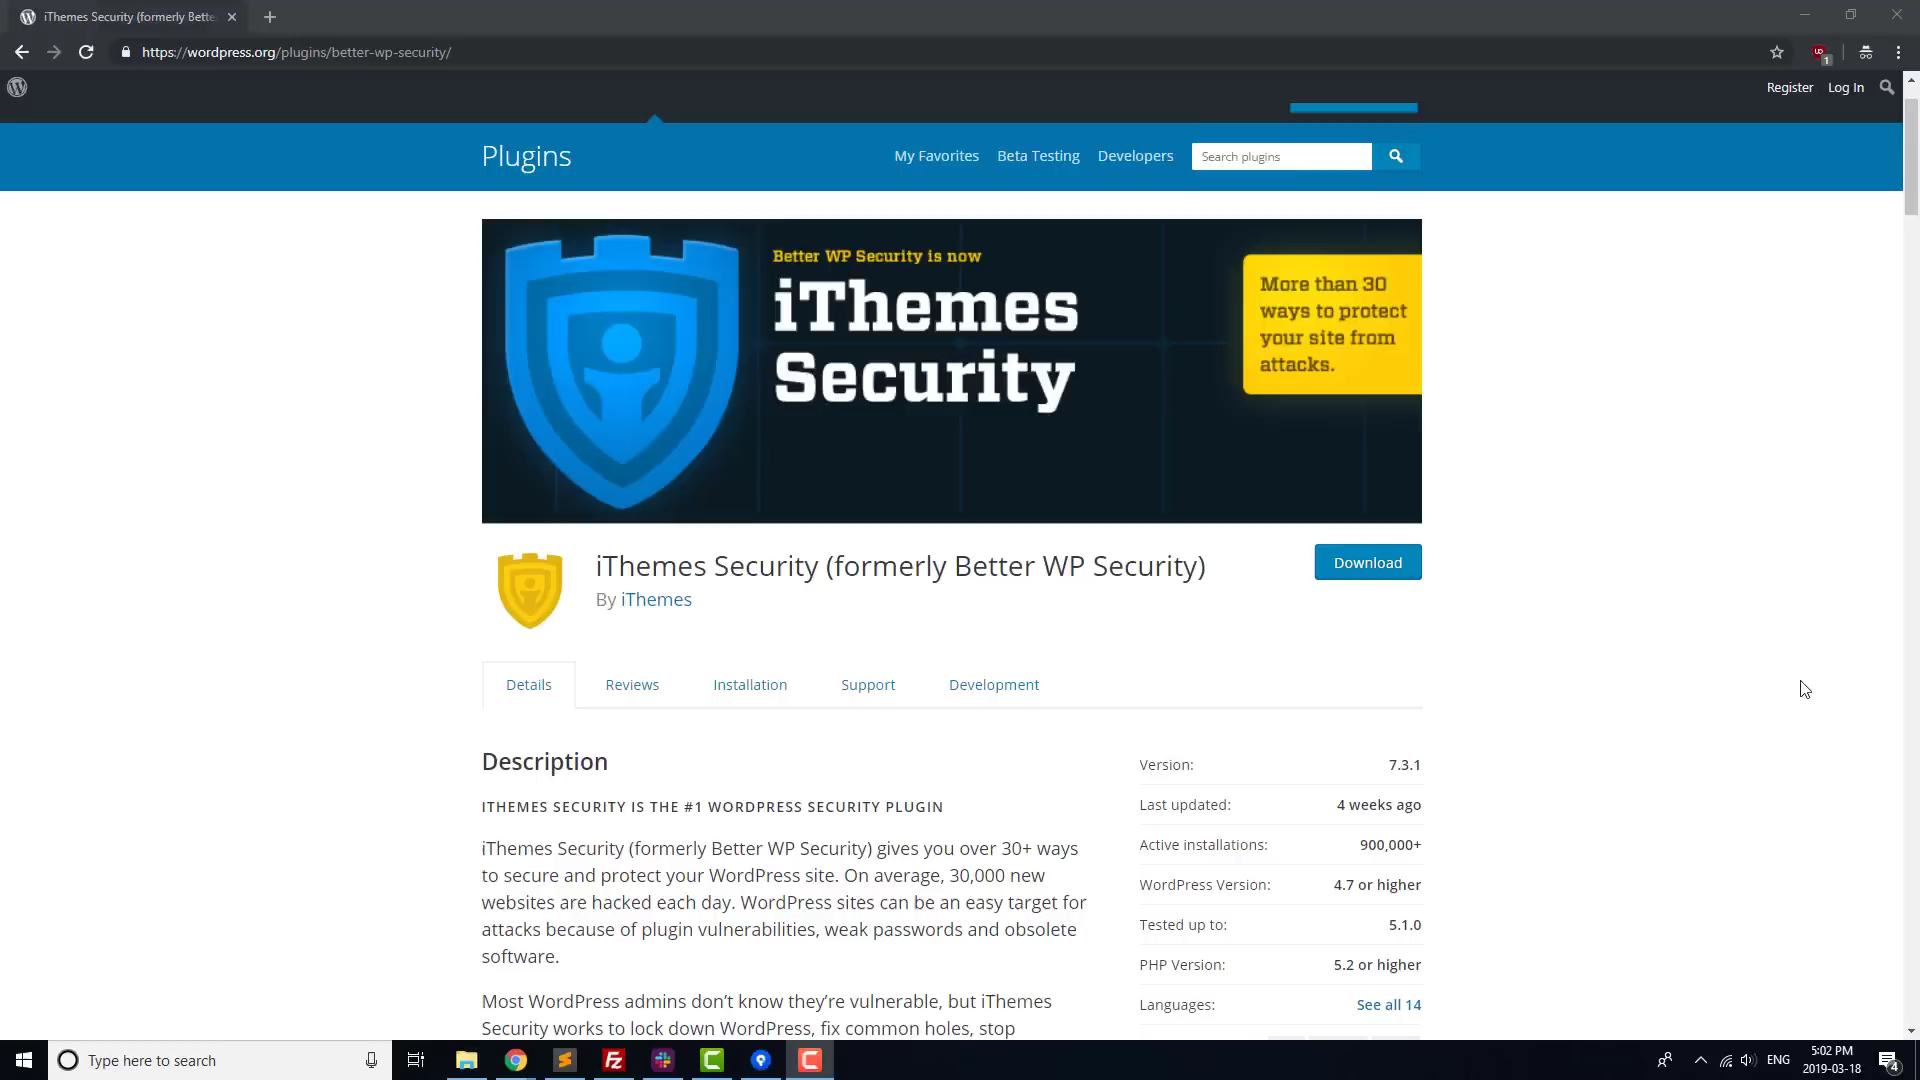 iThemes Security (formerly Bette
https://wordpress.org/plugins/better-wp-security/
1
Register Log In
Plugins
My Favorites Beta Testing Developers Search plugins
Better WP Security is now
iThemes
Security
More than 30
ways to protect
your site from
attacks.
iThemes Security (formerly Better WP Security)
By iThemes
Download
Details Reviews Installation Support Development
Description
ITHEMES SECURITY IS THE #1 WORDPRESS SECURITY PLUGIN
iThemes Security (formerly Better WP Security) gives you over 30+ ways
to secure and protect your WordPress site. On average, 30,000 new
websites are hacked each day. WordPress sites can be an easy target for
attacks because of plugin vulnerabilities, weak passwords and obsolete
software.
Most WordPress admins don’t know they’re vulnerable, but iThemes
Security works to lock down WordPress, fix common holes, stop
Version: 7.3.1
Last updated: 4 weeks ago
Active installations: 900,000+
WordPress Version: 4.7 or higher
Tested up to: 5.1.0
PHP Version: 5.2 or higher
Languages: See all 14
Type here to search
ENG
5:02 PM
2019-03-18
4